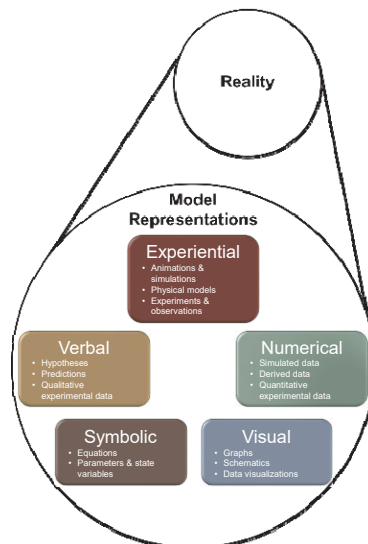 Reality
Model
Representations
Experiential
• Animations &
simulations
• Physical models
• Experiments &
observations
Verbal
• Hypotheses
• Predictions
• Qualitative
experimental data
Numerical
• Simulated data
• Derived data
• Quantitative
experimental data
Symbolic
• Equations
• Parameters & state
variables
Visual
• Graphs
• Schematics
• Data visualizations